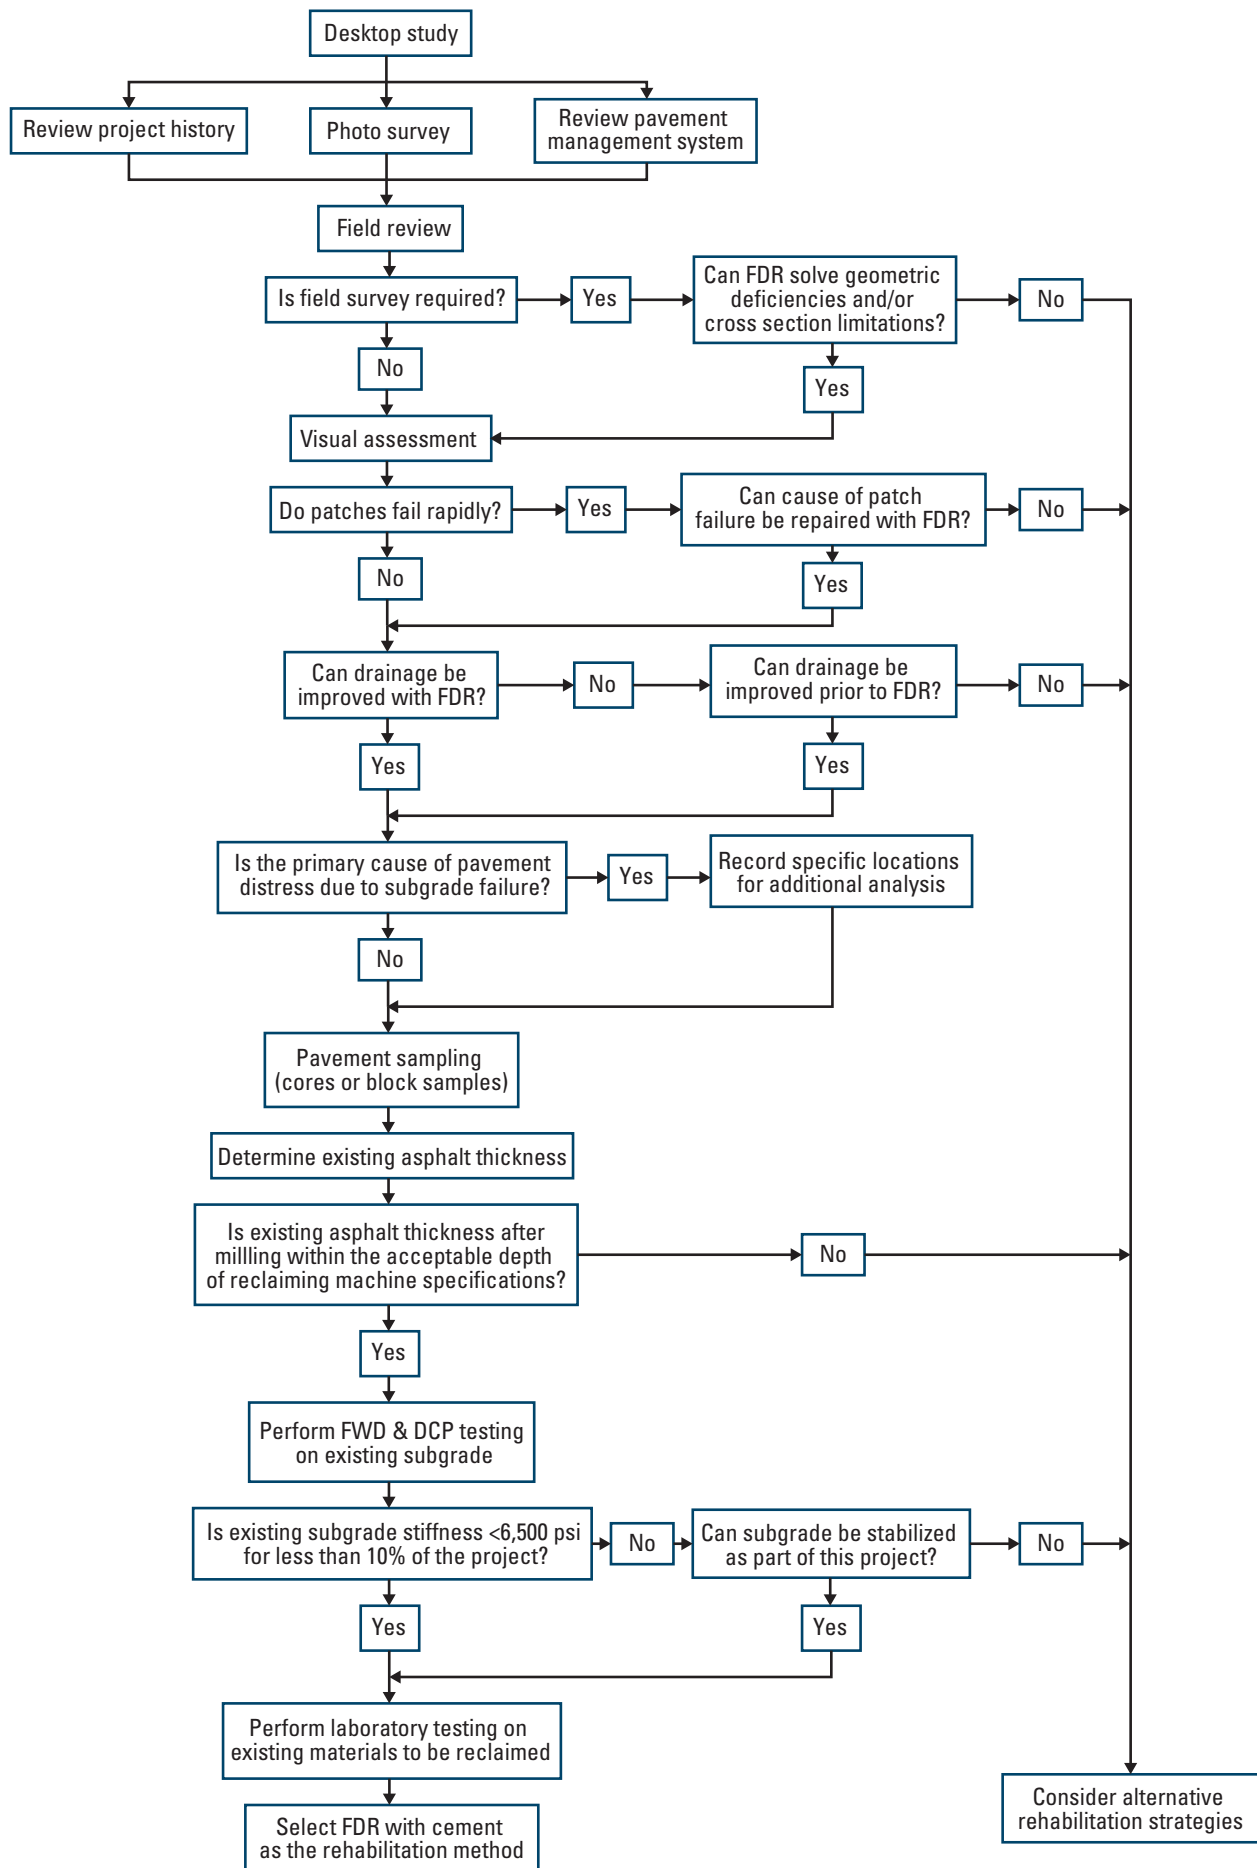 Desktop study
Review project history
Photo survey
Review pavement
management system
Field review
Is field survey required?
Yes
Can FDR solve geometric
deficiencies and/or
cross section limitations?
No
No
Yes
Visual assessment
Do patches fail rapidly?
Yes
Can cause of patch
failure be repaired with FDR?
No
No
Yes
Can drainage be
improved with FDR?
No
Can drainage be
improved prior to FDR?
No
Yes
Yes
Is the primary cause of pavement
distress due to subgrade failure?
Yes
Record specific locations
for additional analysis
No
Pavement sampling
(cores or block samples)
Determine existing asphalt thickness
Is existing asphalt thickness after
millling within the acceptable depth
of reclaiming machine specifications?
No
Yes
Perform FWD & DCP testing
on existing subgrade
Is existing subgrade stiffness <6,500 psi
for less than 10% of the project?
No
Can subgrade be stabilized
as part of this project?
No
Yes
Yes
Perform laboratory testing on
existing materials to be reclaimed
Select FDR with cement
as the rehabilitation method
Consider alternative
rehabilitation strategies